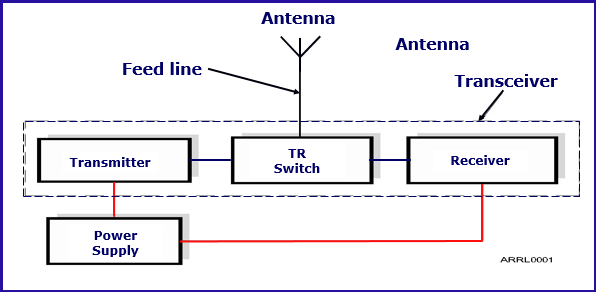 Antenna
Antenna
Feed line
Transceiver
Transmitter
TR
Switch
Receiver
Power
Supply
ARRL0001